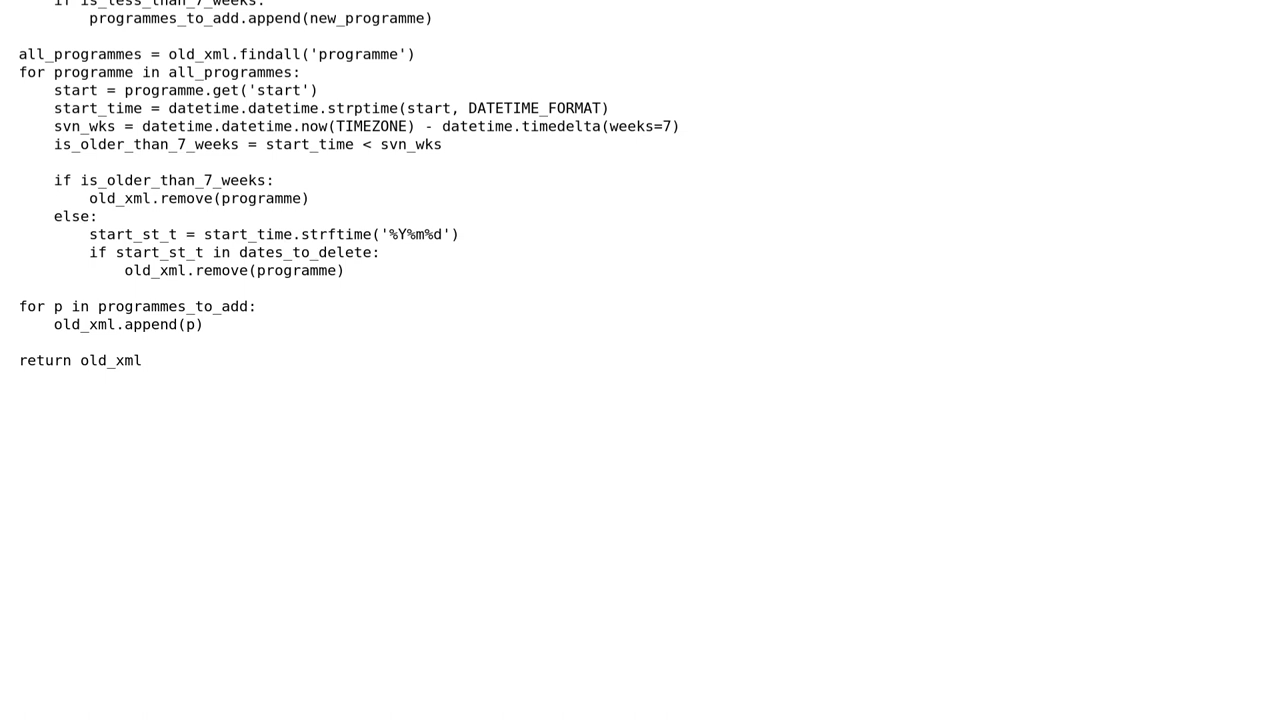 if is_less_than_7_weeks:
programmes_to_add.append(new_programme)
all_programmes = old_xml.findall('programme')
for programme in all_programmes:
start = programme.get('start')
start_time = datetime.datetime.strptime(start, DATETIME_FORMAT)
svn_wks = datetime.datetime.now(TIMEZONE) - datetime.timedelta(weeks=7)
is_older_than_7_weeks = start_time < svn_wks
if is_older_than_7_weeks:
old_xml.remove(programme)
else:
start_st_t = start_time.strftime('%Y%m%d')
if start_st_t in dates_to_delete:
old_xml.remove(programme)
for p in programmes_to_add:
old_xml.append(p)
return old_xml